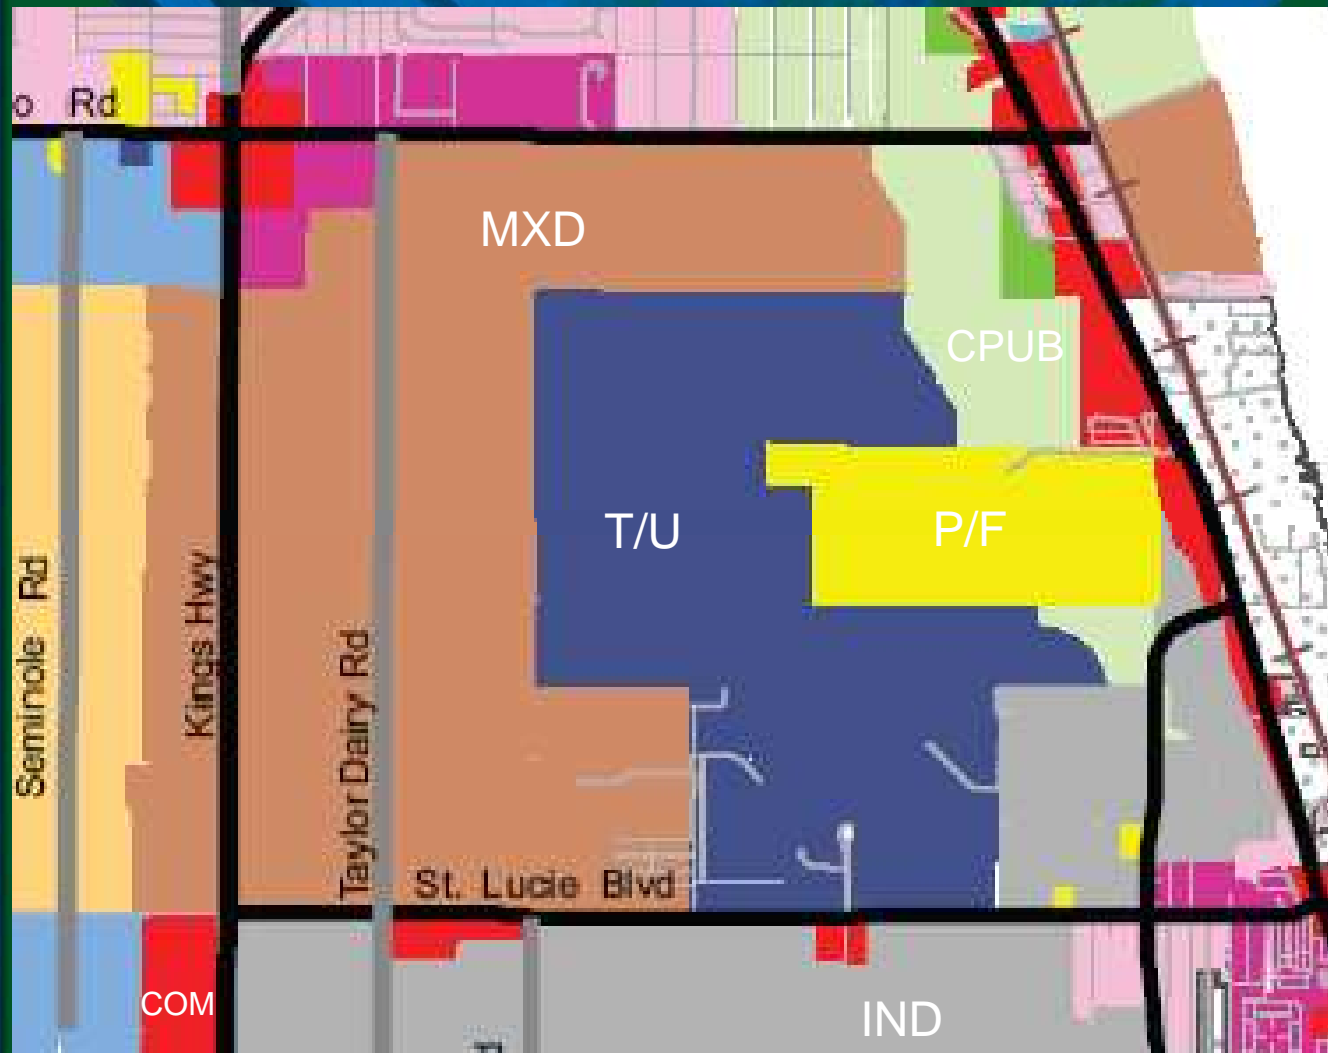 Rd
MXD
CPUB
T/U
P/F
Seminole Rd
Kings Hwy
Taylor Dairy Rd
St. Lucie Blvd
COM
IND